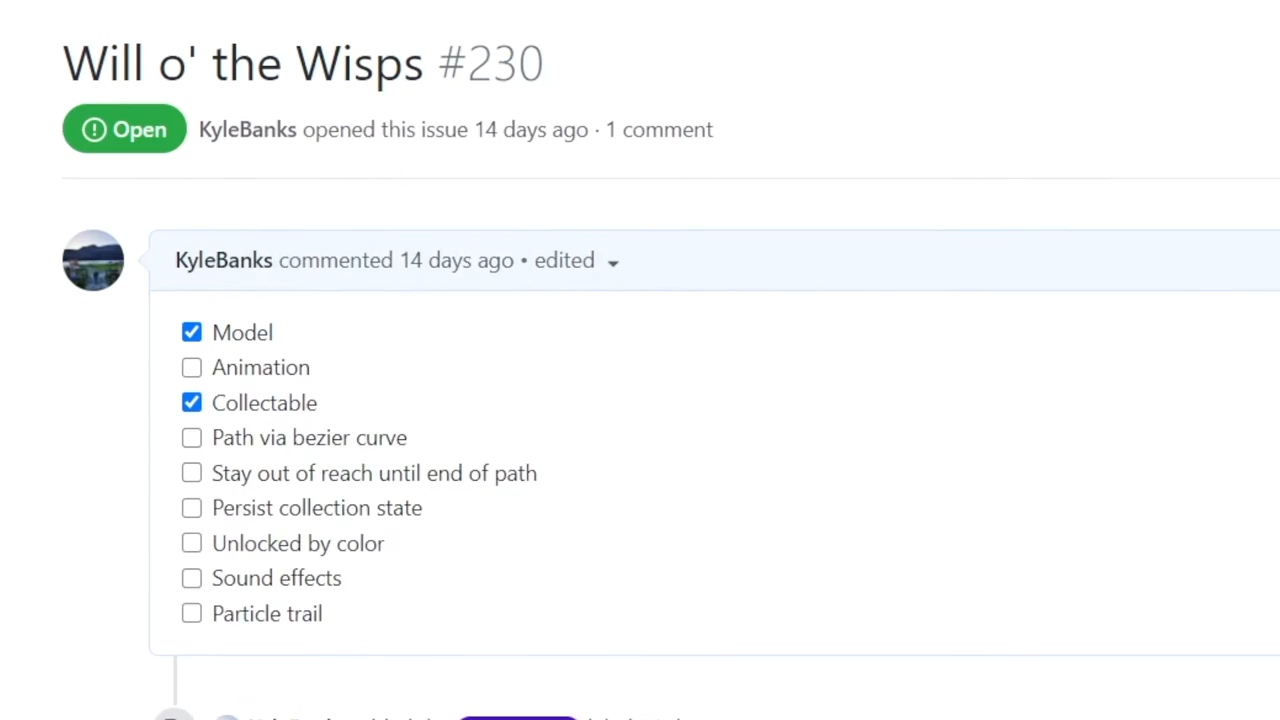 Will o' the Wisps #230
Open KyleBanks opened this issue 14 days ago · 1 comment
KyleBanks commented 14 days ago • edited
Model
Animation
Collectable
Path via bezier curve
Stay out of reach until end of path
Persist collection state
Unlocked by color
Sound effects
Particle trail